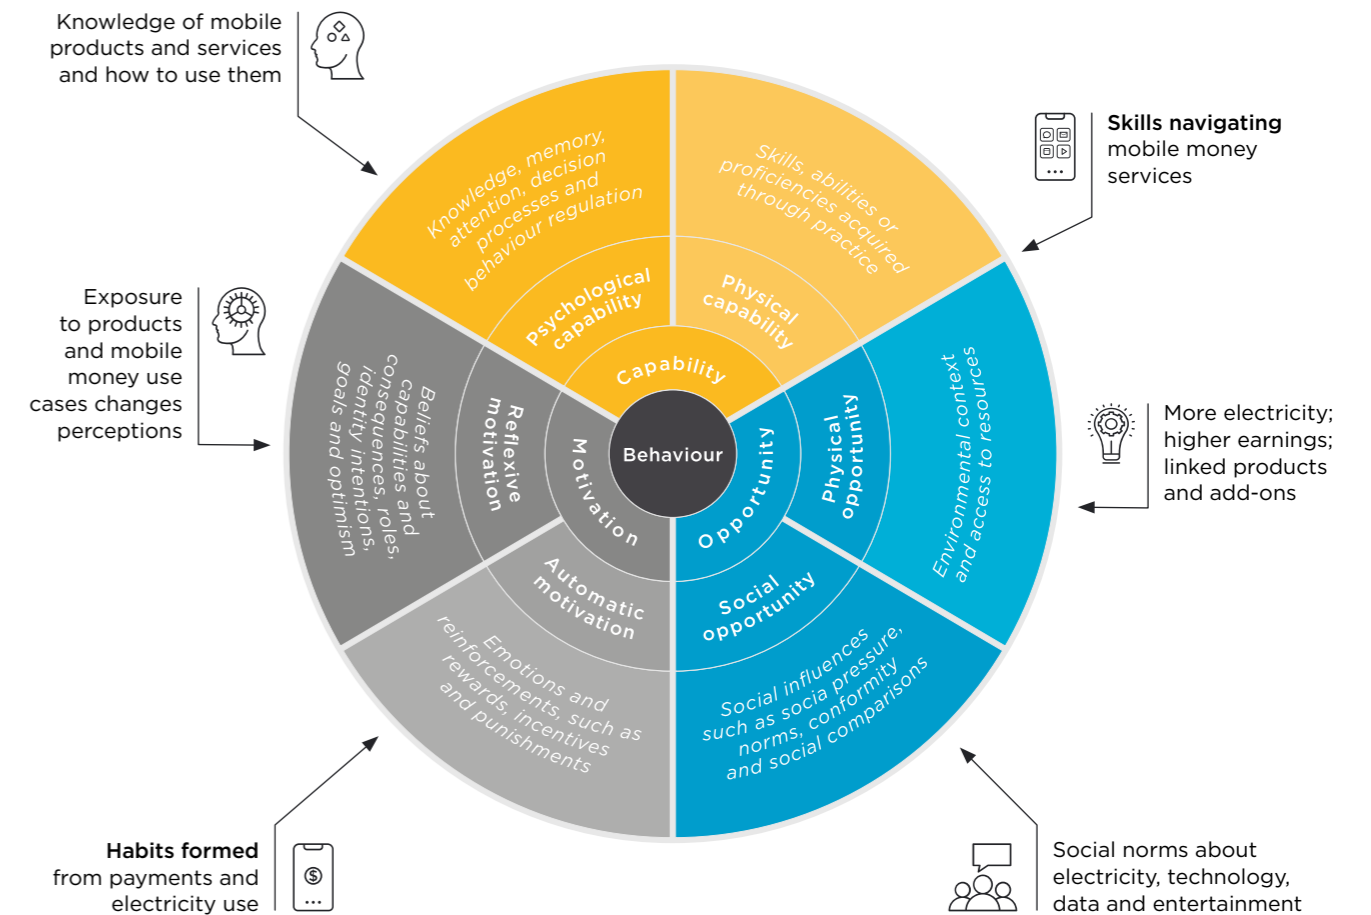 Knowledge of mobile
products and services
and how to use them
Skills navigating
mobile money
services
Exposure
to products
and mobile
money use
cases changes
perceptions
More electricity;
higher earnings;
linked products
and add-ons
Habits formed
from payments and
electricity use
Social norms about
electricity, technology,
data and entertainment
Knowledge, memory,
attention, decision
processes and
behaviour regulation
Skills, abilities or
proficiencies acquired
through practice
Psychological
capability
Physical
capability
Capability
Beliefs about
capabilities and
consequences, roles,
identity intentions,
goals and optimism
Reflexive
motivation
Motivation
Behaviour
Opportunity
Physical
opportunity
Environmental context
and access to resources
Automatic
motivation
Social
opportunity
Emotions and
reinforcements, such as
rewards, incentives
and punishments
Social influences
such as socia pressure,
norms, conformity
and social comparisons